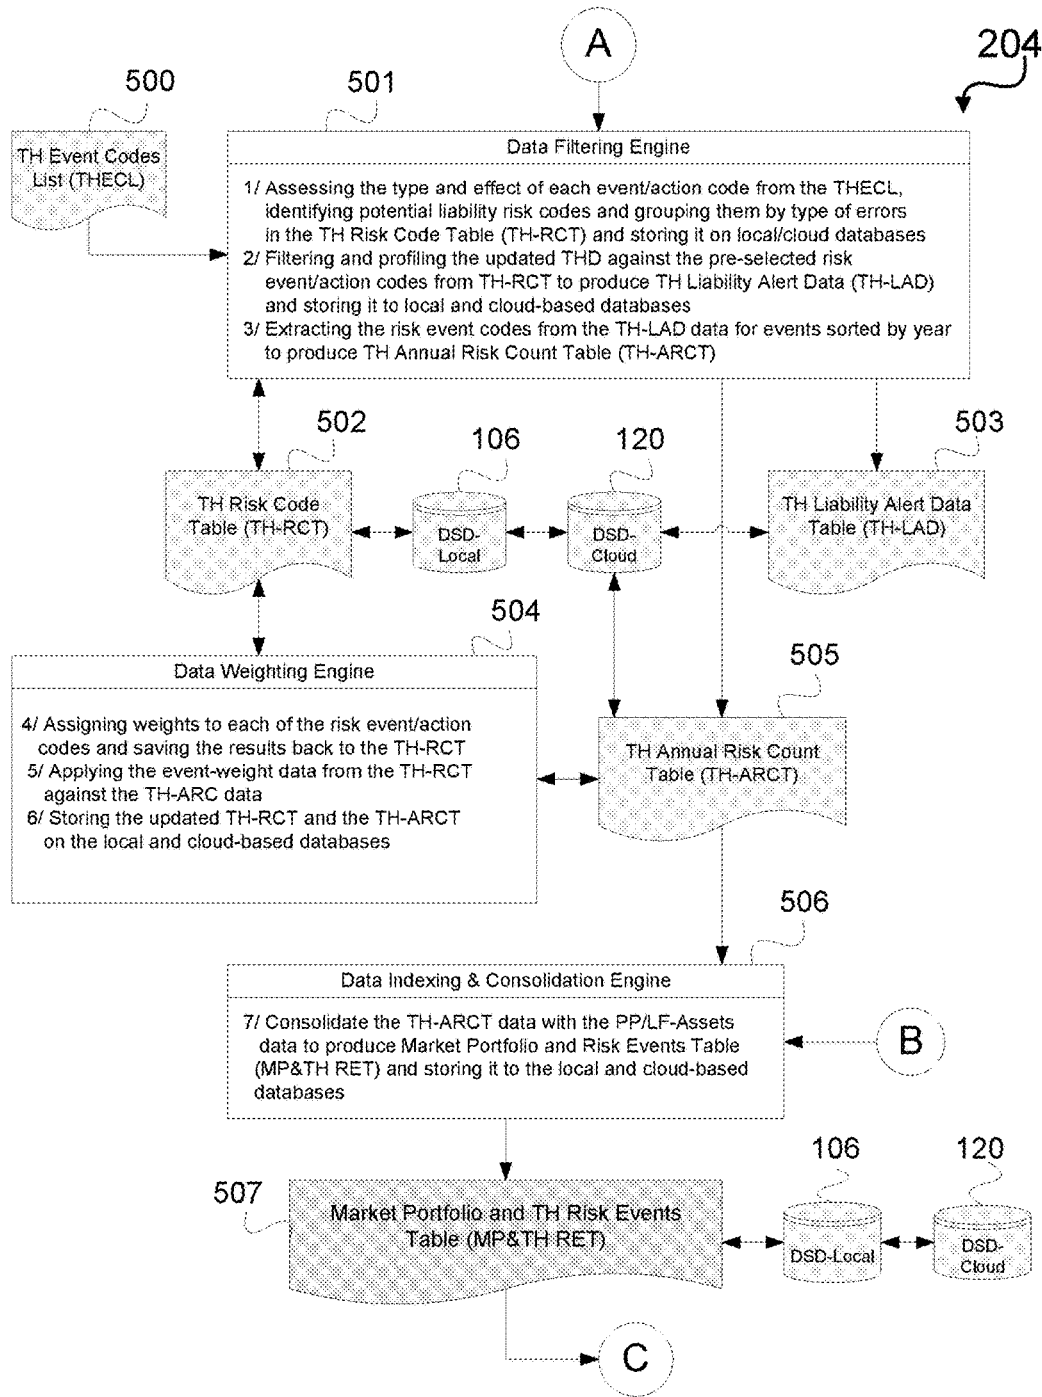 A
204
500
501
TH Event Codes
List (THECL)
Data Filtering Engine
1/ Assessing the type and effect of each event/action code from the THECL,
identifying potential liability risk codes and grouping them by type of errors
in the TH Risk Code Table (TH-RCT) and storing it on local/cloud databases
2/ Filtering and profiling the updated THD against the pre-selected risk
event/action codes from TH-RCT to produce TH Liability Alert Data (TH-LAD)
and storing it to local and cloud-based databases
3/ Extracting the risk event codes from the TH-LAD data for events sorted by year
to produce TH Annual Risk Count Table (TH-ARCT)
502
106
120
503
TH Risk Code
Table (TH-RCT)
DSD-
Local
DSD-
Cloud
TH Liability Alert Data
Table (TH-LAD)
504
Data Weighting Engine
4/ Assigning weights to each of the risk event/action
codes and saving the results back to the TH-RCT
5/ Applying the event-weight data from the TH-RCT
against the TH-ARC data
6/ Storing the updated TH-RCT and the TH-ARCT
on the local and cloud-based databases
505
TH Annual Risk Count
Table (TH-ARCT)
506
Data Indexing & Consolidation Engine
7/ Consolidate the TH-ARCT data with the PP/LF-Assets
data to produce Market Portfolio and Risk Events Table
(MP&TH RET) and storing it to the local and cloud-based
databases
B
507
Market Portfolio and TH Risk Events
Table (MP&TH RET)
106
120
DSD-Local
DSD-
Cloud
C